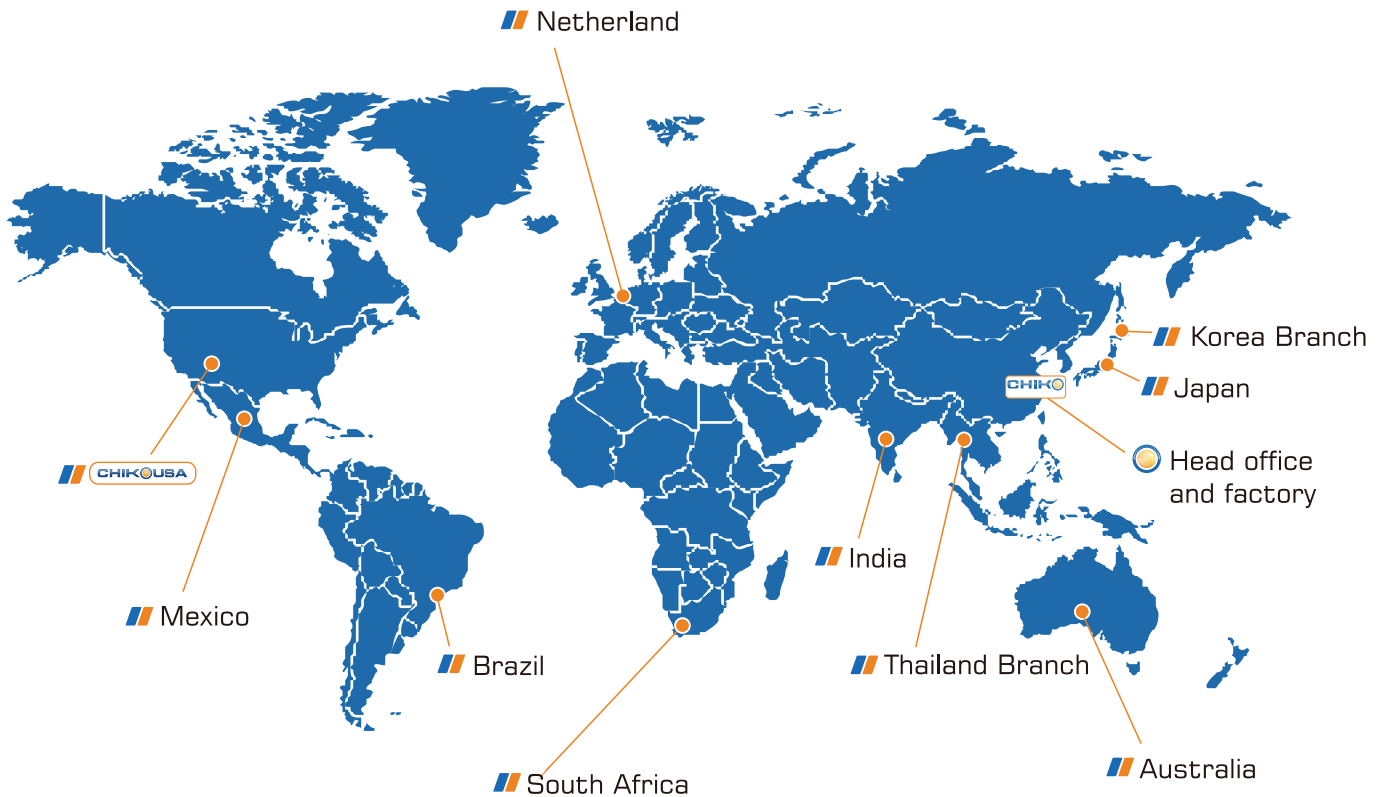 Netherland
Korea Branch
CHIKO
Japan
CHIKOUSA
Head office
and factory
India
Mexico
Brazil
Thailand Branch
South Africa
Australia